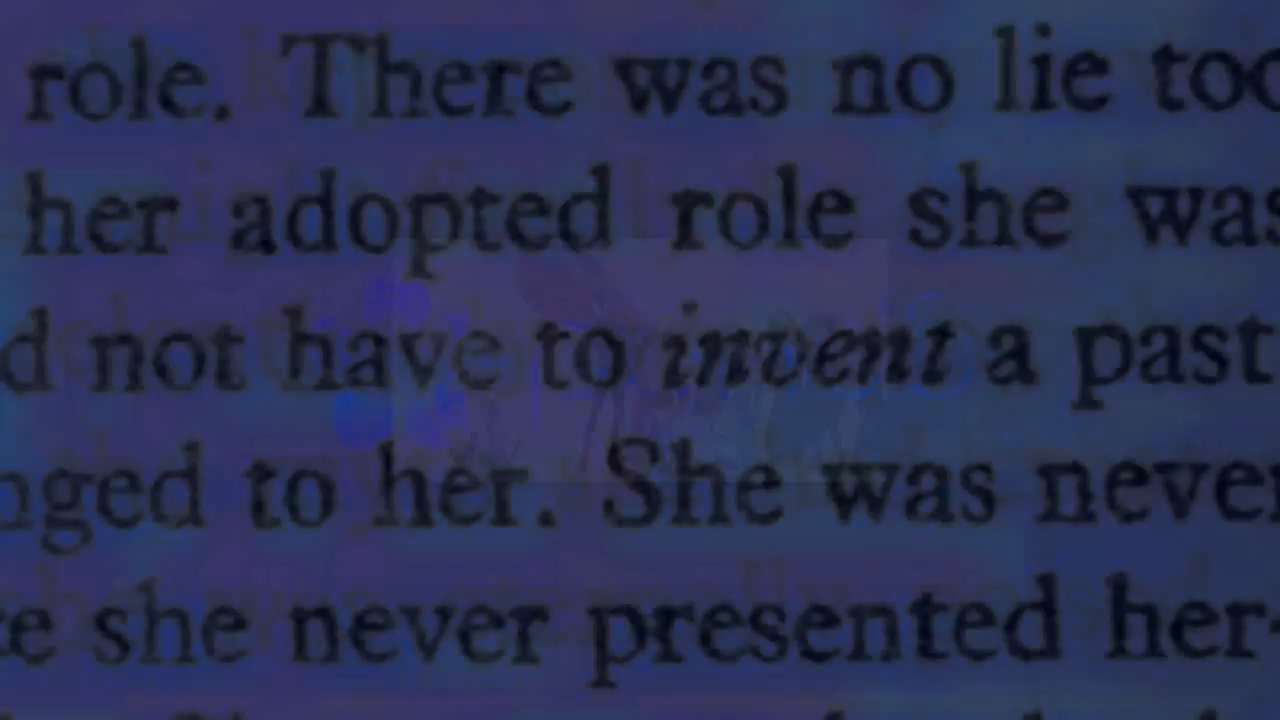 role. There was no lie too
her adopted role she was
d not have to invent a past
nged to her. She was never
e she never presented her-